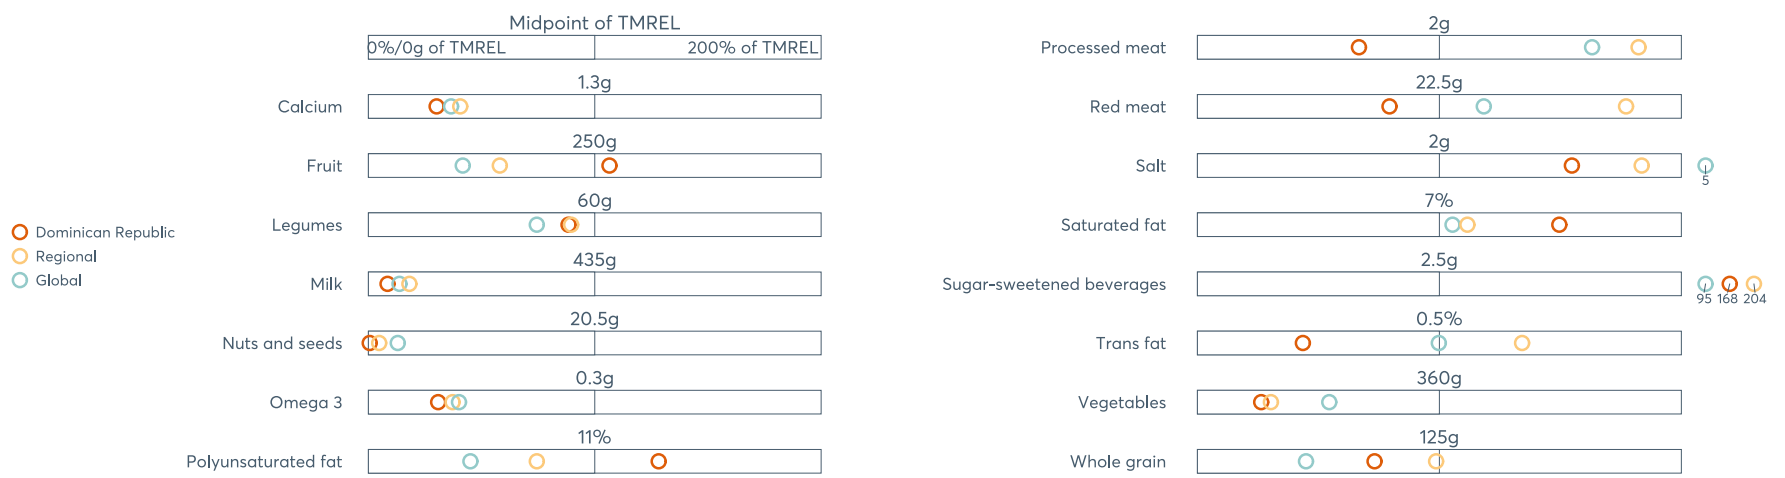 Midpoint of TMREL
0%/0g of TMREL 200% of TMREL
1.3g
Calcium
250g
Fruit
60g
Legumes
435g
Milk
20.5g
Nuts and seeds
0.3g
Omega 3
11%
Polyunsaturated fat
Dominican Republic
Regional
Global
2g
Processed meat
22.5g
Red meat
2g
Salt
5
7%
Saturated fat
2.5g
Sugar-sweetened beverages
95 168 204
0.5%
Trans fat
360g
Vegetables
125g
Whole grain